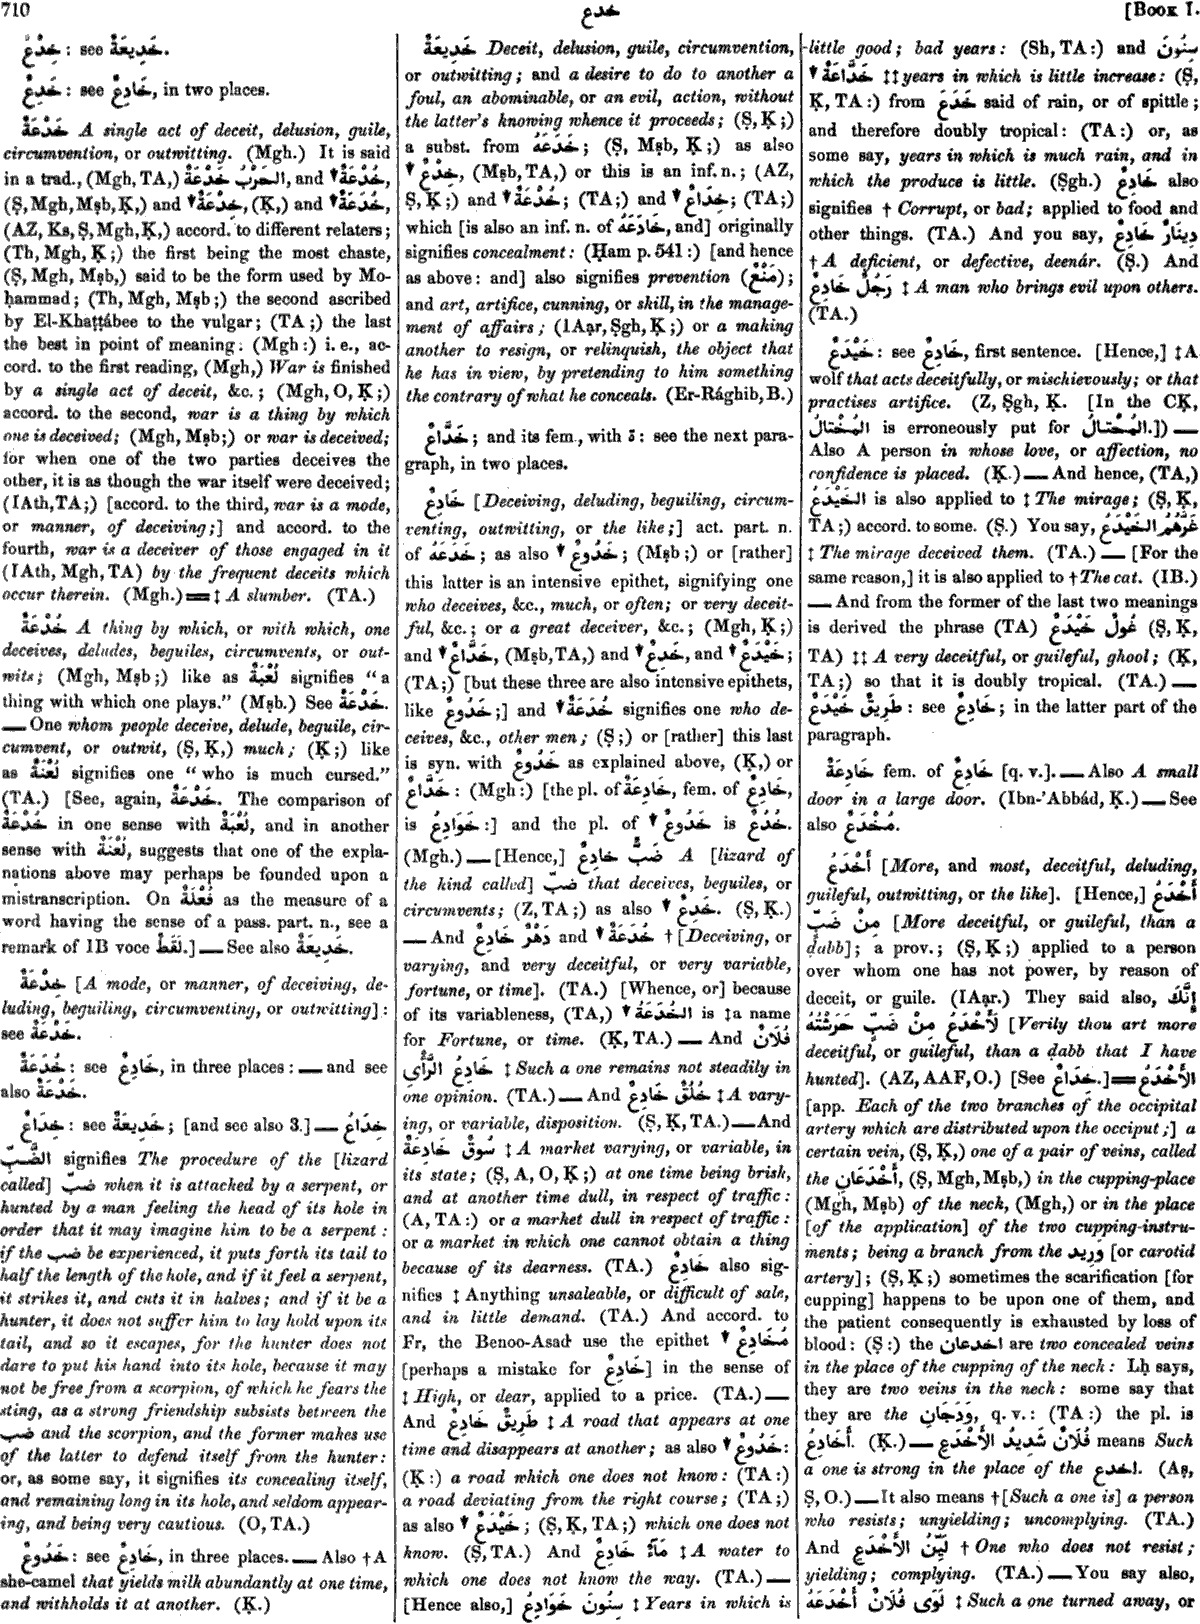 710
خدع
[Book I.
خِدْعٌ : see خَدِيعَةٌ.
خَدِعٌ : see خَادِعٌ, in two places.
خَدْعَةٌ A single act of deceit, delusion, guile,
circumvention, or outwitting. (Mgh.) It is said
in a trad., (Mgh, TA,) الحَرْبُ خَدْعَةٌ, and ↓خُدْعَةٌ,
(Ṣ, Mgh, Mṣb, Ḳ,) and ↓خِدْعَةٌ, (Ḳ,) and ↓خُدَعَةٌ,
(AZ, Ks, Ṣ, Mgh, Ḳ,) accord. to different relaters;
(Th, Mgh, Ḳ;) the first being the most chaste,
(Ṣ, Mgh, Mṣb,) said to be the form used by Mo-
ḥammad; (Th, Mgh, Mṣb;) the second ascribed
by El-Khaṭṭábee to the vulgar; (TA;) the last
the best in point of meaning: (Mgh:) i. e., ac-
cord. to the first reading, (Mgh,) War is finished
by a single act of deceit, &c.; (Mgh, O, Ḳ;)
accord. to the second, war is a thing by which
one is deceived; (Mgh, Mṣb;) or war is deceived;
for when one of the two parties deceives the
other, it is as though the war itself were deceived;
(IAth, TA;) [accord. to the third, war is a mode,
or manner, of deceiving;] and accord. to the
fourth, war is a deceiver of those engaged in it
(IAth, Mgh, TA) by the frequent deceits which
occur therein. (Mgh.) == ‡ A slumber. (TA.)
خُدْعَةٌ A thing by which, or with which, one
deceives, deludes, beguiles, circumvents, or out-
wits; (Mgh, Mṣb;) like as لُعْبَةٌ signifies "a
thing with which one plays." (Mṣb.) See خَدْعَةٌ.
— One whom people deceive, delude, beguile, cir-
cumvent, or outwit, (Ṣ, Ḳ,) much; (Ḳ;) like
as لُعْنَةٌ signifies one "who is much cursed."
(TA.) [See, again, خَدْعَةٌ. The comparison of
خُدْعَةٌ in one sense with لُعْبَةٌ, and in another
sense with لُعْنَةٌ, suggests that one of the expla-
nations above may perhaps be founded upon a
mistranscription. On فُعْلَةٌ as the measure of a
word having the sense of a pass. part. n., see a
remark of IB voce لُقَطٌ.] — See also خَدِيعَةٌ.
خِدْعَةٌ [A mode, or manner, of deceiving, de-
luding, beguiling, circumventing, or outwitting]:
see خَدْعَةٌ.
خُدَعَةٌ : see خَادِعٌ, in three places: — and see
also خَدْعَةٌ.
خِدَاعٌ : see خَدِيعَةٌ; [and see also 3.] — خِدَاعُ
الضَّبِّ signifies The procedure of the [lizard
called] ضبّ when it is attacked by a serpent, or
hunted by a man feeling the head of its hole in
order that it may imagine him to be a serpent:
if the ضب be experienced, it puts forth its tail to
half the length of the hole, and if it feel a serpent,
it strikes it, and cuts it in halves; and if it be a
hunter, it does not suffer him to lay hold upon its
tail, and so it escapes, for the hunter does not
dare to put his hand into its hole, because it may
not be free from a scorpion, of which he fears the
sting, as a strong friendship subsists between the
ضب and the scorpion, and the former makes use
of the latter to defend itself from the hunter:
or, as some say, it signifies its concealing itself,
and remaining long in its hole, and seldom appear-
ing, and being very cautious. (O, TA.)
خَدُوعٌ : see خَادِعٌ, in three places. — Also † A
she-camel that yields milk abundantly at one time,
and withholds it at another. (Ḳ.)
خَدِيعَةٌ Deceit, delusion, guile, circumvention,
or outwitting; and a desire to do to another a
foul, an abominable, or an evil, action, without
the latter's knowing whence it proceeds; (Ṣ, Ḳ;)
a subst. from خَدَعَهُ; (Ṣ, Mṣb, Ḳ;) as also
↓ خِدْعٌ, (Mṣb, TA,) or this is an inf. n.; (AZ,
Ṣ, Ḳ;) and ↓خُدْعَةٌ; (TA;) and ↓خِدَاعٌ; (TA;)
which [is also an inf. n. of خَادَعَهُ, and] originally
signifies concealment: (Ḥam p. 541:) [and hence
as above: and] also signifies prevention (مَنْعٌ);
and art, artifice, cunning, or skill, in the manage-
ment of affairs; (IAạr, Ṣgh, Ḳ;) or a making
another to resign, or relinquish, the object that
he has in view, by pretending to him something
the contrary of what he conceals. (Er-Rághib, B.)
خَدَّاعٌ; and its fem., with ة: see the next para-
graph, in two places.
خَادِعٌ [Deceiving, deluding, beguiling, circum-
venting, outwitting, or the like;] act. part. n.
of خَدَعَهُ; as also ↓ خَدُوعٌ; (Mṣb;) or [rather]
this latter is an intensive epithet, signifying one
who deceives, &c., much, or often; or very deceit-
ful, &c.; or a great deceiver, &c.; (Mgh, Ḳ;)
and ↓خَدَّاعٌ, (Mṣb, TA,) and ↓خَدِعٌ, and ↓خَيْدَعٌ;
(TA;) [but these three are also intensive epithets,
like خَدُوعٌ;] and ↓خُدَعَةٌ signifies one who de-
ceives, &c., other men; (Ṣ;) or [rather] this last
is syn. with خَدُوعٌ as explained above, (Ḳ,) or
خَدَّاعٌ: (Mgh:) [the pl. of خَادِعَةٌ, fem. of خَادِعٌ,
is خَوَادِعُ:] and the pl. of ↓ خَدُوعٌ is خُدُعٌ.
(Mgh.) — [Hence,] ضَبٌّ خَادِعٌ A [lizard of
the kind called] ضبّ that deceives, beguiles, or
circumvents; (Z, TA;) as also ↓ خَدِعٌ. (Ṣ, Ḳ.)
— And دَهْرٌ خَادِعٌ and ↓ خُدَعَةٌ † [Deceiving, or
varying, and very deceitful, or very variable,
fortune, or time]. (TA.) [Whence, or] because
of its variableness, (TA,) ↓ الخُدَعَةُ is ‡ a name
for Fortune, or time. (Ḳ, TA.) — And فُلَانٌ
خَادِعُ الرَّأْىِ ‡ Such a one remains not steadily in
one opinion. (TA.) — And خُلُقٌ خَادِعٌ ‡ A vary-
ing, or variable, disposition. (Ṣ, Ḳ, TA.) — And
سُوقٌ خَادِعَةٌ ‡ A market varying, or variable, in
its state; (Ṣ, A, O, Ḳ;) at one time being brisk,
and at another time dull, in respect of traffic:
(A, TA:) or a market dull in respect of traffic:
or a market in which one cannot obtain a thing
because of its dearness. (TA.) خَادِعٌ also sig-
nifies ‡ Anything unsaleable, or difficult of sale,
and in little demand. (TA.) And accord. to
Fr, the Benoo-Asad use the epithet ↓ مُخَادِعٌ
[perhaps a mistake for خَادِعٌ] in the sense of
‡ High, or dear, applied to a price. (TA.) —
And طَرِيقٌ خَادِعٌ ‡ A road that appears at one
time and disappears at another; as also ↓ خَدُوعٌ:
(Ḳ:) a road which one does not know: (TA:)
a road deviating from the right course; (TA;)
as also ↓ خَيْدَعٌ; (Ṣ, Ḳ, TA;) which one does not
know. (Ṣ, TA.) And مَآءٌ خَادِعٌ ‡ A water to
which one does not know the way. (TA.) —
[Hence also,] سِنُونَ خَوَادِعُ ‡ Years in which is
little good; bad years: (Sh, TA:) and سِنُونَ
↓ خَدَّاعَةٌ ‡‡ years in which is little increase: (Ṣ,
Ḳ, TA:) from خَدَعَ said of rain, or of spittle;
and therefore doubly tropical: (TA:) or, as
some say, years in which is much rain, and in
which the produce is little. (Ṣgh.) خَادِعٌ also
signifies † Corrupt, or bad; applied to food and
other things. (TA.) And you say, دِينَارٌ خَادِعٌ
† A deficient, or defective, deenár. (Ṣ.) And
رَجُلٌ خَادِعٌ ‡ A man who brings evil upon others.
(TA.)
خَيْدَعٌ: see خَادِعٌ, first sentence. [Hence,] ‡ A
wolf that acts deceitfully, or mischievously; or that
practises artifice. (Z, Ṣgh, Ḳ. [In the CḲ,
المُخْتالُ is erroneously put for المُحْتالُ.]) —
Also A person in whose love, or affection, no
confidence is placed. (Ḳ.) — And hence, (TA,)
الخَيْدَعُ is also applied to ‡ The mirage; (Ṣ, Ḳ,
TA;) accord. to some. (Ṣ.) You say, غَرَّهُمُ الخَيْدَعُ
‡ The mirage deceived them. (TA.) — [For the
same reason,] it is also applied to † The cat. (IB.)
— And from the former of the last two meanings
is derived the phrase (TA) غُولٌ خَيْدَعٌ (Ṣ, Ḳ,
TA) ‡‡ A very deceitful, or guileful, ghool; (Ḳ,
TA;) so that it is doubly tropical. (TA.) —
طَرِيقٌ خَيْدَعٌ: see خَادِعٌ; in the latter part of the
paragraph.
خَادِعَةٌ fem. of خَادِعٌ [q. v.]. — Also A small
door in a large door. (Ibn-'Abbád, Ḳ.) — See
also مُخْدَعٌ.
أَخْدَعُ [More, and most, deceitful, deluding,
guileful, outwitting, or the like]. [Hence,] أَخْدَعُ
مِنْ ضَبٍّ [More deceitful, or guileful, than a
ḍabb]; a prov.; (Ṣ, Ḳ;) applied to a person
over whom one has not power, by reason of
deceit, or guile. (IAạr.) They said also, إِنَّكَ
لَأَخْدَعُ مِنْ ضَبٍّ حَرَشْتُهُ [Verily thou art more
deceitful, or guileful, than a ḍabb that I have
hunted]. (AZ, AAF, O.) [See خِدَاعٌ.] == الأَخْدَعُ
[app. Each of the two branches of the occipital
artery which are distributed upon the occiput;] a
certain vein, (Ṣ, Ḳ,) one of a pair of veins, called
the أَخْدَعَانِ, (Ṣ, Mgh, Mṣb,) in the cupping-place
(Mgh, Mṣb) of the neck, (Mgh,) or in the place
[of the application] of the two cupping-instru-
ments; being a branch from the وَرِيد [or carotid
artery]; (Ṣ, Ḳ;) sometimes the scarification [for
cupping] happens to be upon one of them, and
the patient consequently is exhausted by loss of
blood: (Ṣ:) the اخدعان are two concealed veins
in the place of the cupping of the neck: Lḥ says,
they are two veins in the neck: some say that
they are the وَدَجَانِ, q. v.: (TA:) the pl. is
أَخَادِعُ. (Ḳ.) — فُلَانٌ شَدِيدُ الأَخْدَعِ means Such
a one is strong in the place of the اخدع. (Aṣ,
Ṣ, O.) — It also means † [Such a one is] a person
who resists; unyielding; uncomplying. (TA.)
And لَيِّنُ الأَخْدَعِ † One who does not resist;
yielding; complying. (TA.) — You say also,
لَوَى فُلَانٌ أَخْدَعَهُ ‡ Such a one turned away, or